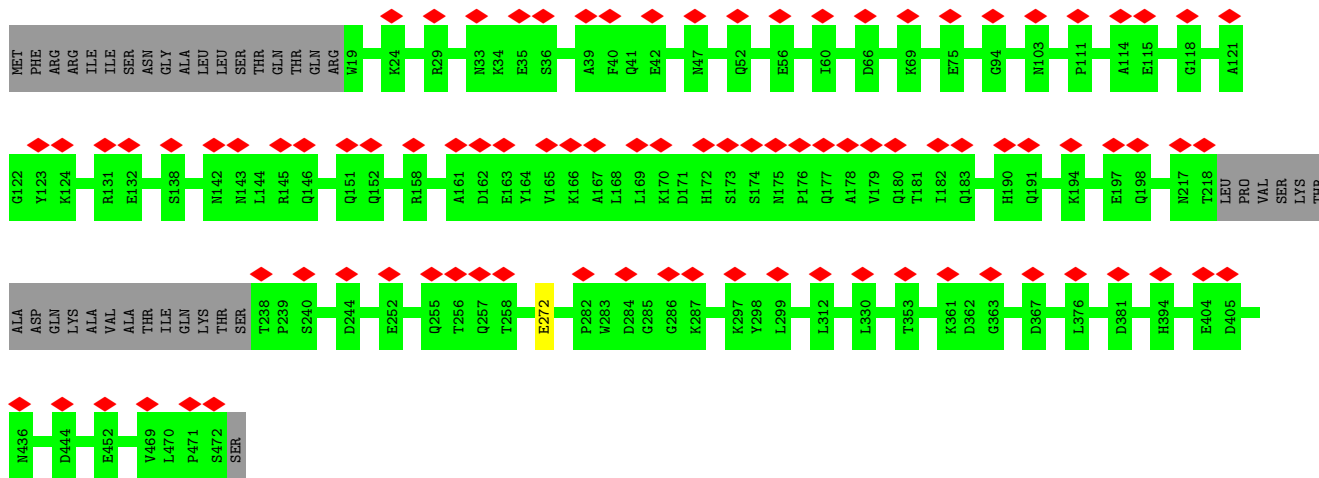 MET PHE ARG ARG ILE ILE SER ASN GLY ALA LEU LEU SER THR GLN THR GLN ARG W19 K24 R29 N33 K34 E35 S36 A39 F40 Q41 E42 N47 Q52 E56 I60 D66 K69 E75 G94 N103 P111 A114 E115 G118 A121
G122 Y123 K124 R131 E132 S138 N142 N143 L144 R145 Q146 Q151 Q152 R158 A161 D162 E163 Y164 V165 K166 A167 L168 L169 K170 D171 H172 S173 S174 N175 P176 Q177 A178 V179 Q180 T181 I182 Q183 H190 Q191 K194 E197 Q198 N217 T218 LEU PRO VAL SER LYS THR
ALA ASP GLN LYS ALA VAL ALA THR ILE GLN LYS THR SER T238 P239 S240 D244 E252 Q255 T256 Q257 T258 E272 P282 W283 D284 G285 G286 K287 K297 Y298 L299 L312 L330 T353 K361 D362 G363 D367 L376 D381 H394 E404 D405
N436 D444 E452 V469 L470 P471 S472 SER